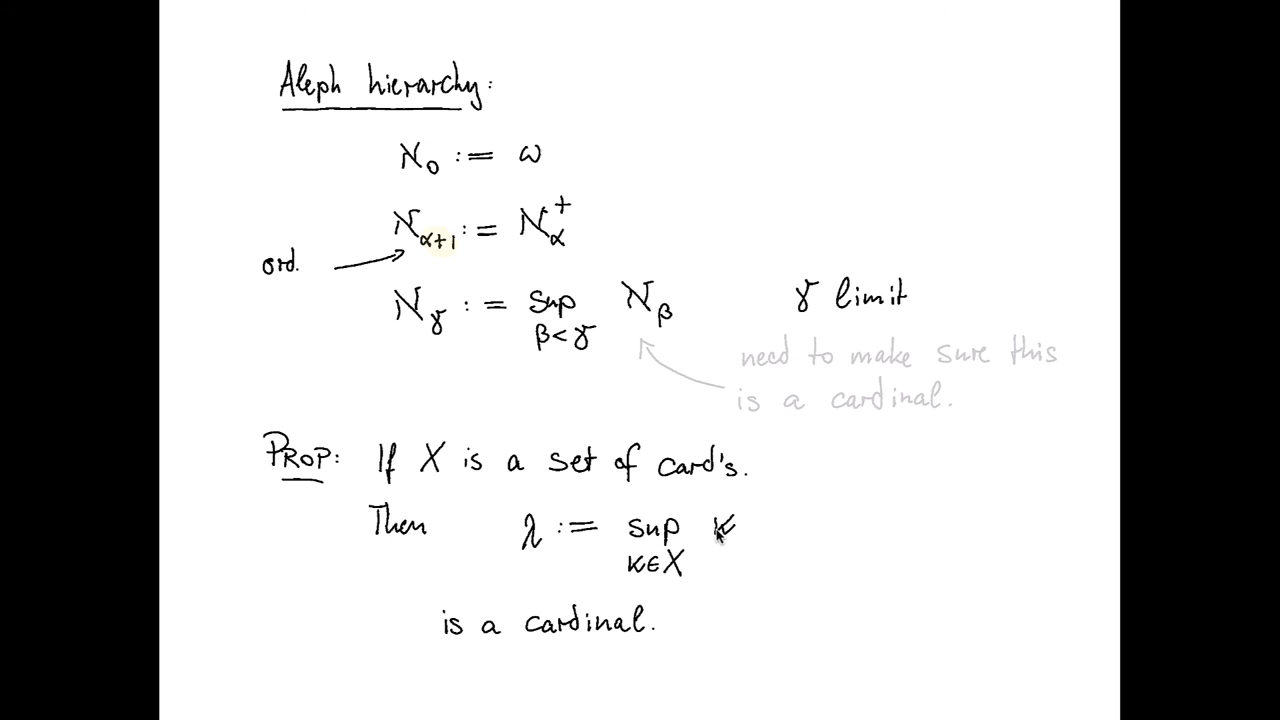 Aleph hierarchy:
ℵ₀ := ω
ℵ_{α+1} := ℵ_α^+
ord.
ℵ_γ := sup_{β<γ} ℵ_β   γ limit
need to make sure this
is a cardinal.
PROP: If X is a set of card's.
Then λ := sup_{κ∈X} κ
is a cardinal.